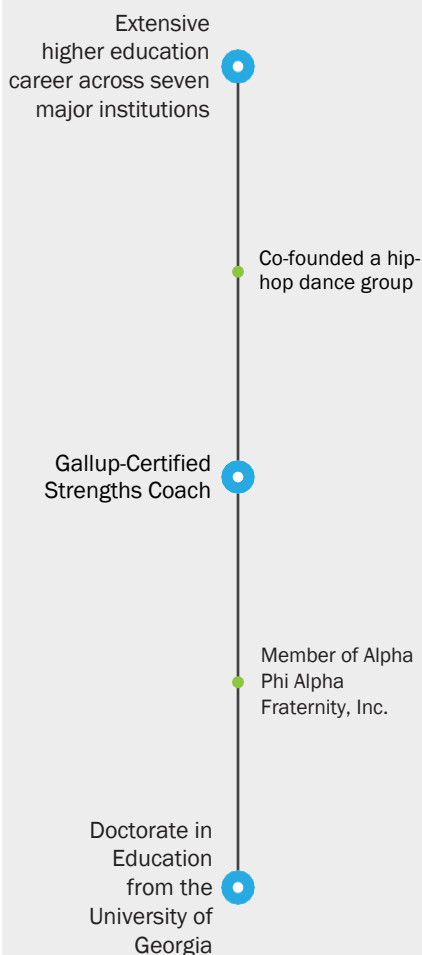 Extensive
higher education
career across seven
major institutions
Co-founded a hip-
hop dance group
Gallup-Certified
Strengths Coach
Member of Alpha
Phi Alpha
Fraternity, Inc.
Doctorate in
Education
from the
University of
Georgia